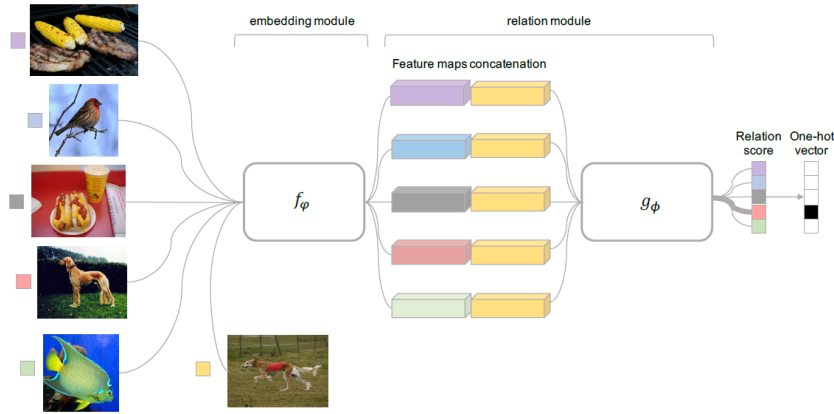 embedding module
relation module
Feature maps concatenation
Relation
score
One-hot
vector
fφ
gϕ